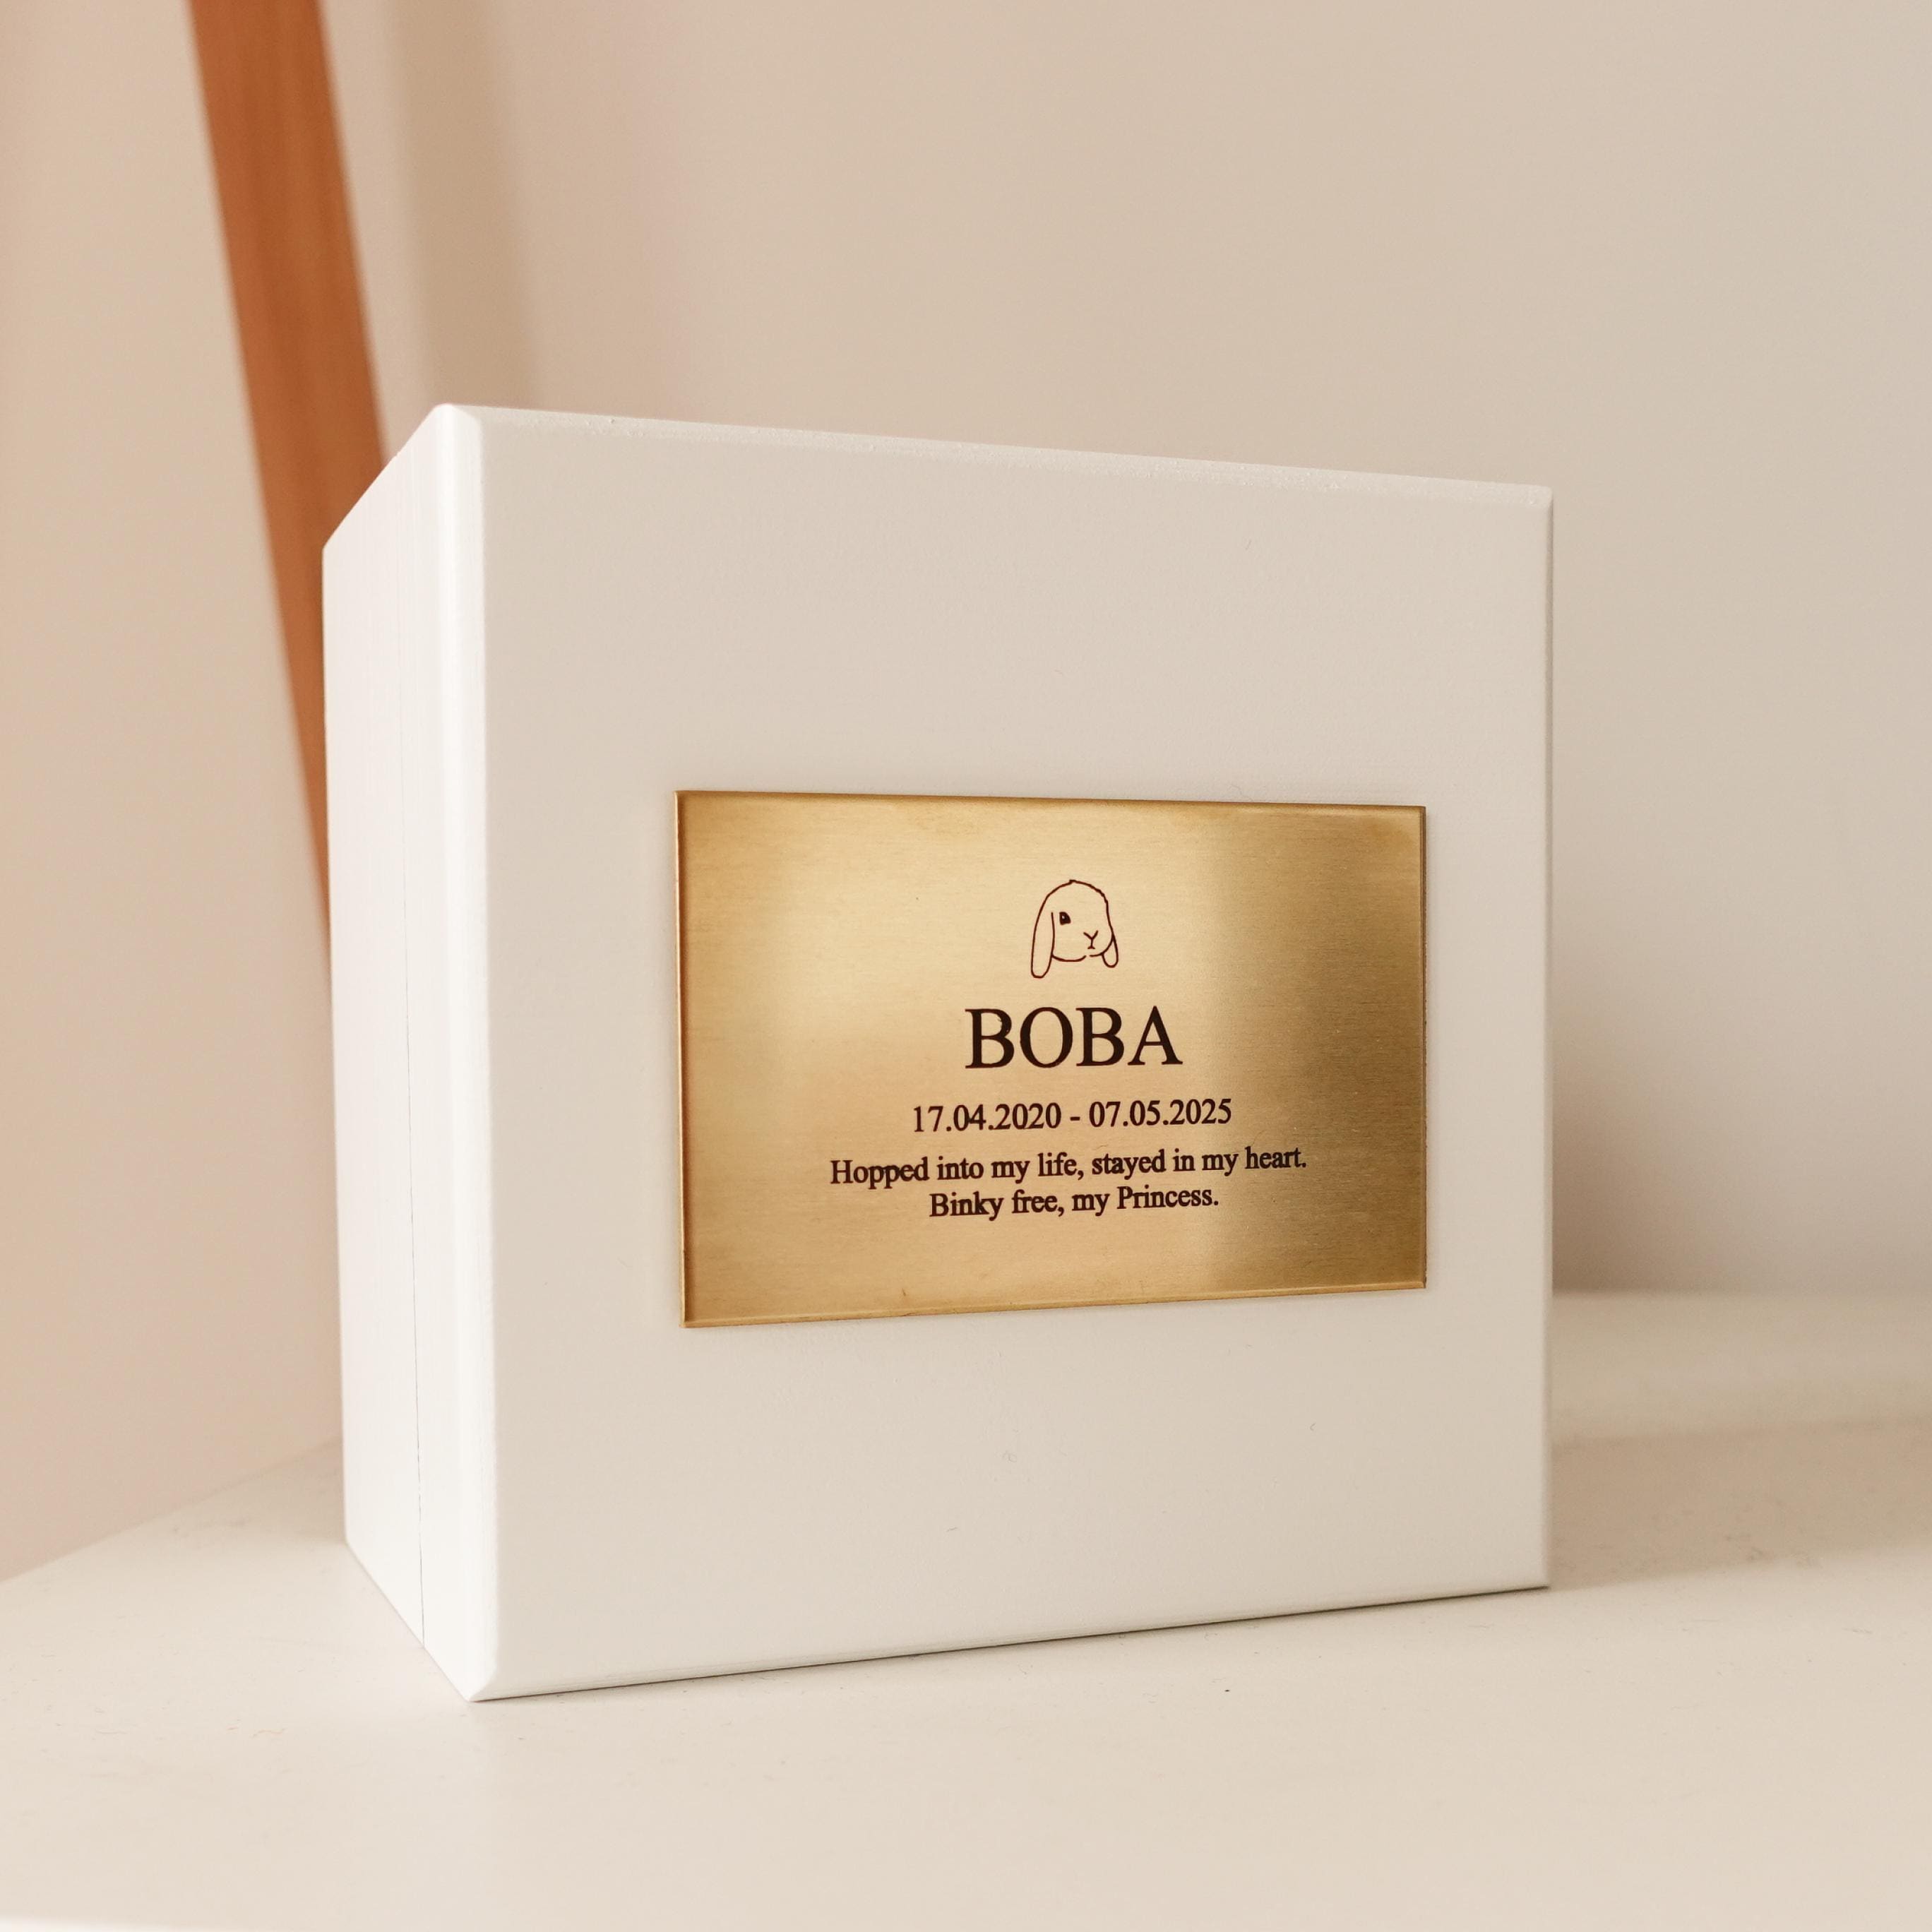 BOBA
17.04.2020 - 07.05.2025
Hopped into my life, stayed in my heart.
Binky free, my Princess.